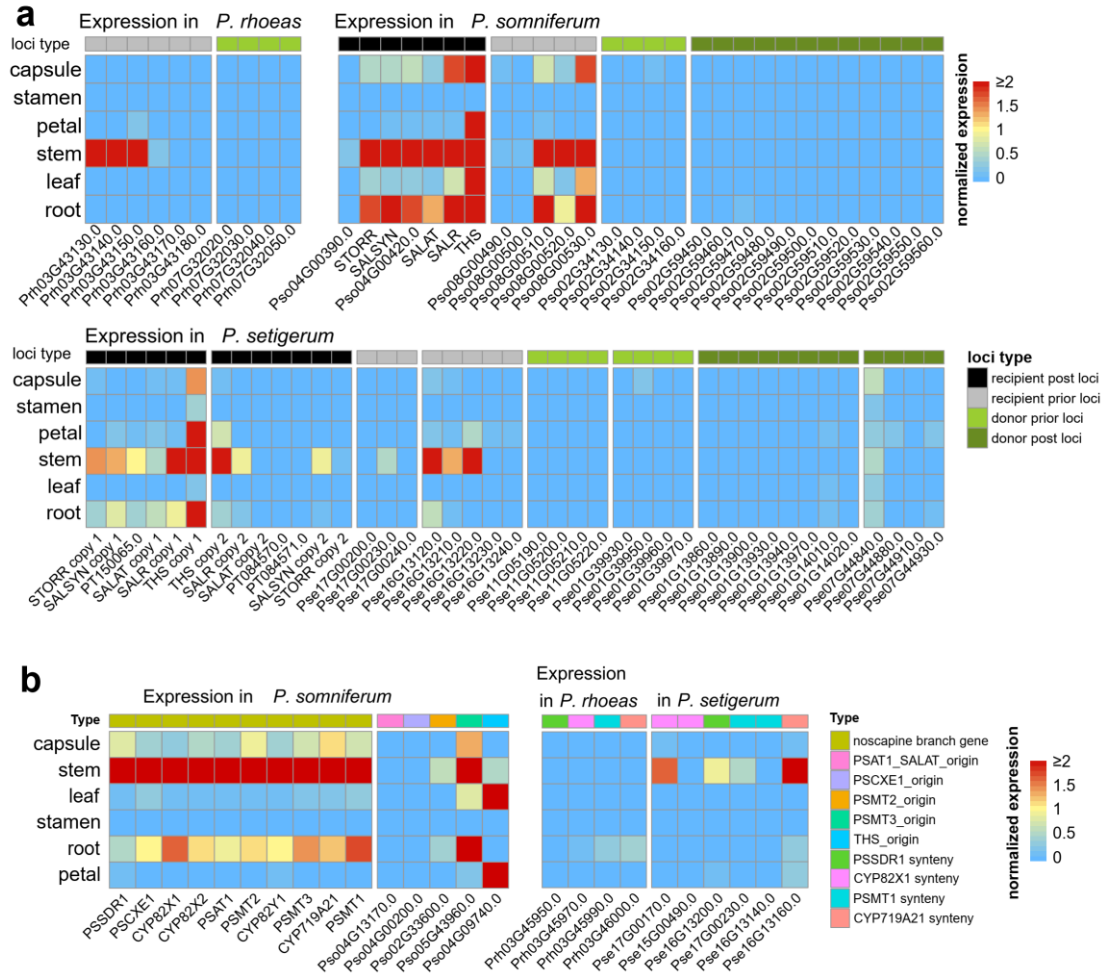 a
Expression in P. rhoeas
Expression in P. somniferum
loci type
capsule
stamen
petal
stem
leaf
root
Prh03G43130.0
Prh03G43140.0
Prh03G43150.0
Prh03G43160.0
Prh03G43170.0
Prh03G43180.0
Prh07G32020.0
Prh07G32030.0
Prh07G32040.0
Prh07G32050.0
Pso04G00390.0
STORR
SALSYN
Pso04G00420.0
SALAT
SALR
THS
Pso08G00490.0
Pso08G00500.0
Pso08G00510.0
Pso08G00520.0
Pso08G00530.0
Pso02G34130.0
Pso02G34140.0
Pso02G34150.0
Pso02G34160.0
Pso02G59450.0
Pso02G59460.0
Pso02G59470.0
Pso02G59480.0
Pso02G59490.0
Pso02G59500.0
Pso02G59510.0
Pso02G59520.0
Pso02G59530.0
Pso02G59540.0
Pso02G59550.0
Pso02G59560.0
normalized expression
≥2
1.5
1
0.5
0
Expression in P. setigerum
loci type
capsule
stamen
petal
stem
leaf
root
STORR copy 1
SALSYN copy 1
PT150065.0
SALAT copy 1
SALR copy 1
THS copy 1
THS copy 2
SALR copy 2
SALAT copy 2
PT084570.0
PT084571.0
SALSYN copy 2
STORR copy 2
Pse17G00200.0
Pse17G00230.0
Pse17G00240.0
Pse16G13120.0
Pse16G13210.0
Pse16G13220.0
Pse16G13230.0
Pse16G13240.0
Pse11G05190.0
Pse11G05200.0
Pse11G05210.0
Pse11G05220.0
Pse01G39930.0
Pse01G39950.0
Pse01G39960.0
Pse01G39970.0
Pse01G13860.0
Pse01G13890.0
Pse01G13900.0
Pse01G13930.0
Pse01G13940.0
Pse01G13970.0
Pse01G14010.0
Pse01G14020.0
Pse07G44840.0
Pse07G44880.0
Pse07G44910.0
Pse07G44930.0
loci type
recipient post loci
recipient prior loci
donor prior loci
donor post loci
b
Expression in P. somniferum
Expression
in P. rhoeas
in P. setigerum
Type
capsule
stem
leaf
stamen
root
petal
PSSDR1
PSCXE1
CYP82X1
CYP82X2
PSAT1
PSMT2
CYP82Y1
PSMT3
CYP719A21
PSMT1
Pso04G13170.0
Pso04G00200.0
Pso02G33600.0
Pso05G43960.0
Pso04G09740.0
Prh03G45950.0
Prh03G45970.0
Prh03G45990.0
Prh03G46000.0
Pse17G00170.0
Pse15G00490.0
Pse16G13200.0
Pse17G00230.0
Pse16G13140.0
Pse16G13160.0
Type
noscapine branch gene
PSAT1_SALAT_origin
PSCXE1_origin
PSMT2_origin
PSMT3_origin
THS_origin
PSSDR1 synteny
CYP82X1 synteny
PSMT1 synteny
CYP719A21 synteny
normalized expression
≥2
1.5
1
0.5
0